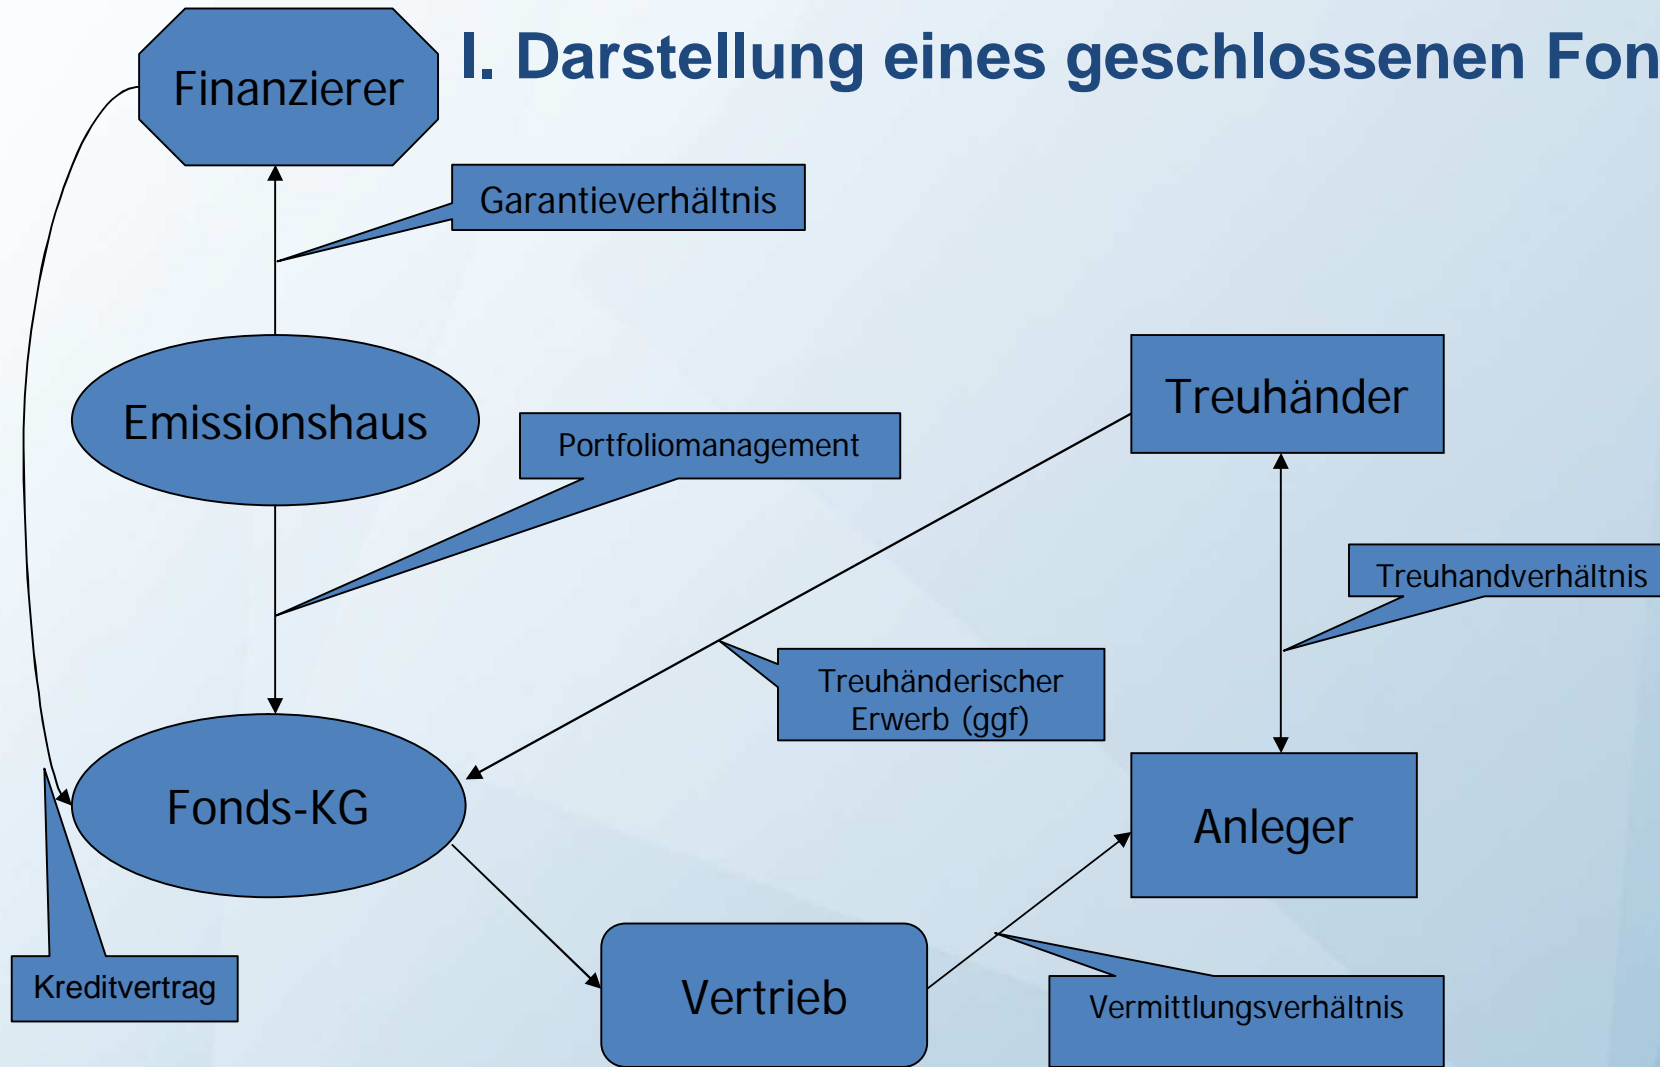 I. Darstellung eines geschlossenen Fon
Finanzierer
Garantieverhältnis
Emissionshaus
Treuhänder
Portfoliomanagement
Treuhandverhältnis
Treuhänderischer
Erwerb (ggf)
Fonds-KG
Anleger
Kreditvertrag
Vertrieb
Vermittlungsverhältnis